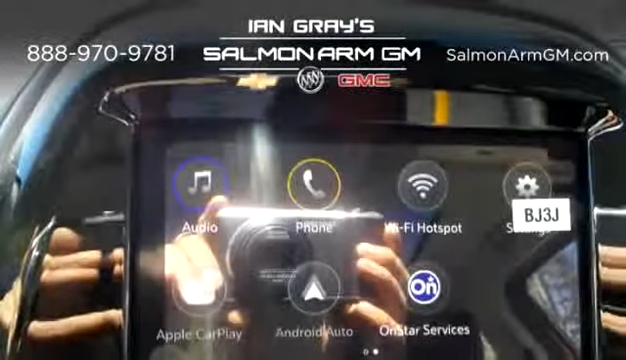 IAN GRAY'S
888-970-9781
SALMON ARM GM
SalmonArmGM.com
GMC
Audio
Phone
Wi-Fi Hotspot
BJ3J
Apple CarPlay
Android Auto
On
OnStar Services